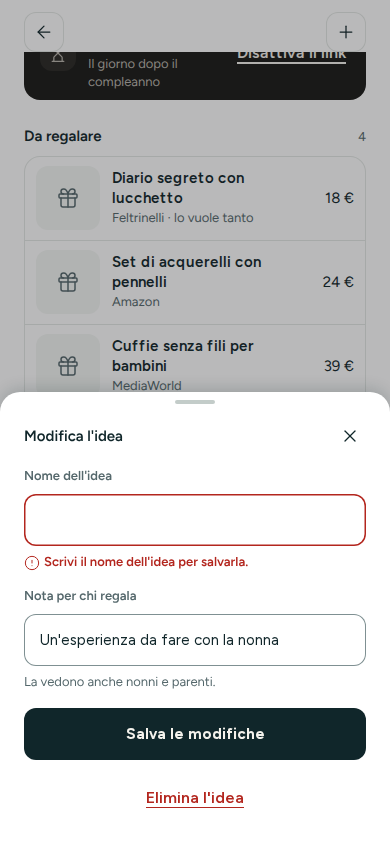 Disattiva il link
Il giorno dopo il
compleanno
Da regalare
4
Diario segreto con
lucchetto
18 €
Feltrinelli · lo vuole tanto
Set di acquerelli con
pennelli
24 €
Amazon
Cuffie senza fili per
bambini
39 €
MediaWorld
Modifica l'idea
Nome dell'idea
Scrivi il nome dell'idea per salvarla.
Nota per chi regala
Un'esperienza da fare con la nonna
La vedono anche nonni e parenti.
Salva le modifiche
Elimina l'idea